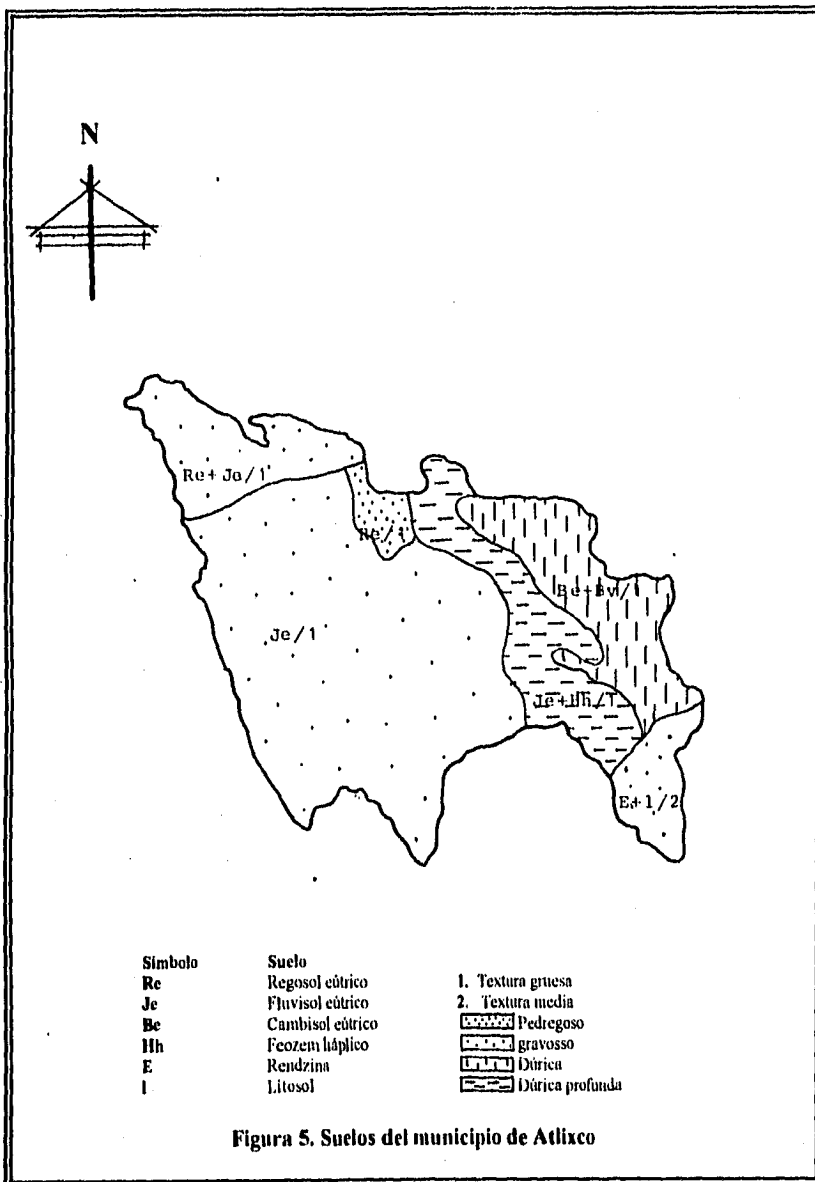 N
Re+Je/1
Re/1
Be+Bv/1
Je/1
Je+Hh/1
E+1/2
Símbolo Suelo
Re Regosol eútrico 1. Textura gruesa
Je Fluvisol eútrico 2. Textura media
Be Cambisol eútrico Pedregoso
Hh Feozem háplico gravosso
E Rendzina Dúrica
I Litosol Dúrica profunda
Figura 5. Suelos del municipio de Atlixco